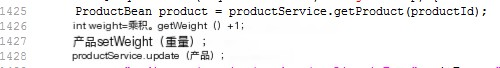 1425 ProductBean product = productService.getProduct(productId);
1426 int weight=乘积。getWeight（）+1;
1427 产品setWeight（重量）;
1428 productService.update（产品）;